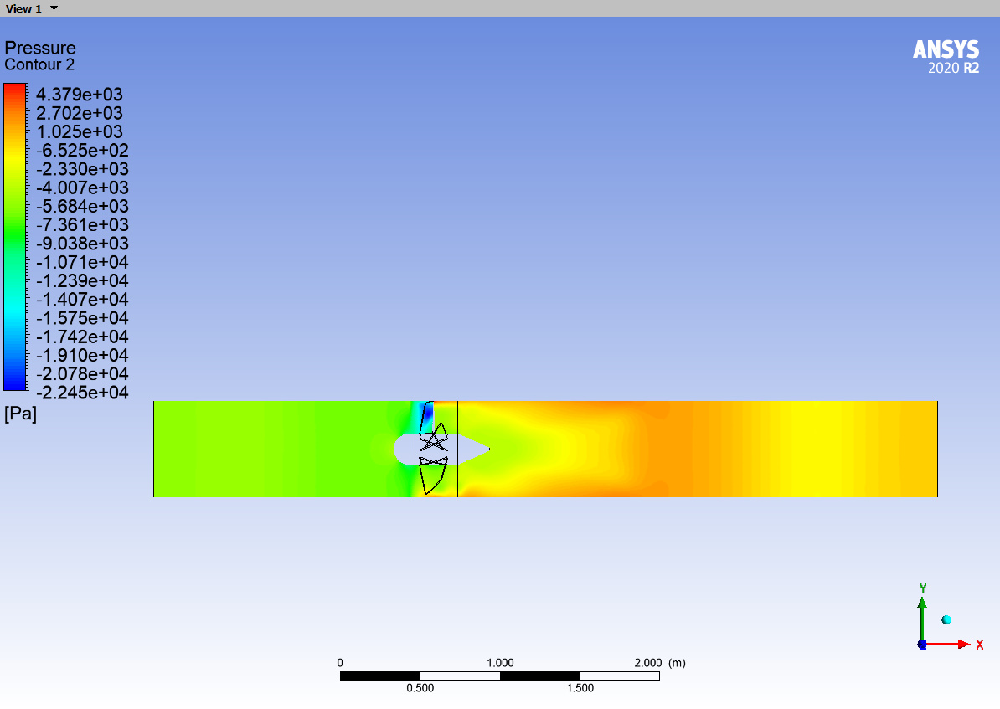 View 1
Pressure
Contour 2
4.379e+03
2.702e+03
1.025e+03
-6.525e+02
-2.330e+03
-4.007e+03
-5.684e+03
-7.361e+03
-9.038e+03
-1.071e+04
-1.239e+04
-1.407e+04
-1.575e+04
-1.742e+04
-1.910e+04
-2.078e+04
-2.245e+04
[Pa]
ANSYS
2020 R2
Y
X
0 1.000 2.000 (m)
0.500 1.500